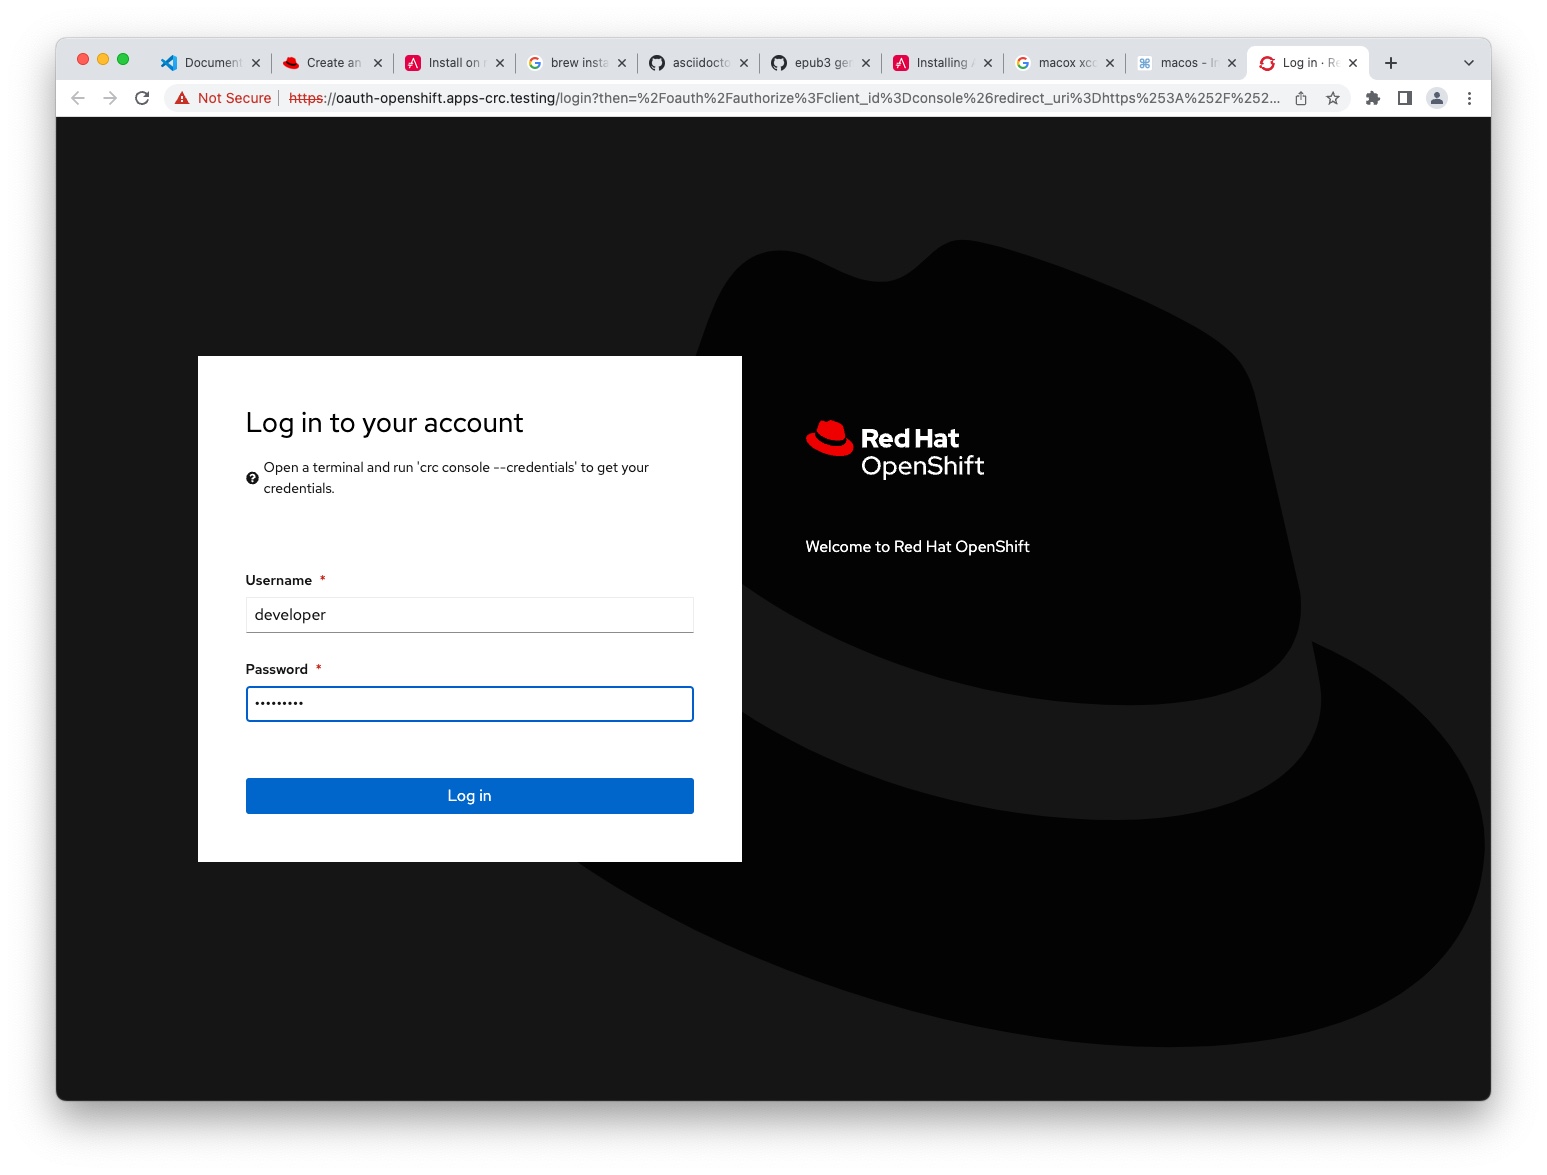 Document
Create an
Install on
brew insta
asciidocto
epub3 ge
Installing
macox xc
macos - I
Log in · R
Not Secure
https://oauth-openshift.apps-crc.testing/login?then=%2Foauth%2Fauthorize%3Fclient_id%3Dconsole%26redirect_uri%3Dhttps%253A%252F%252...
Log in to your account
Open a terminal and run 'crc console --credentials' to get your
credentials.
Red Hat
OpenShift
Welcome to Red Hat OpenShift
Username *
developer
Password *
•••••••••
Log in